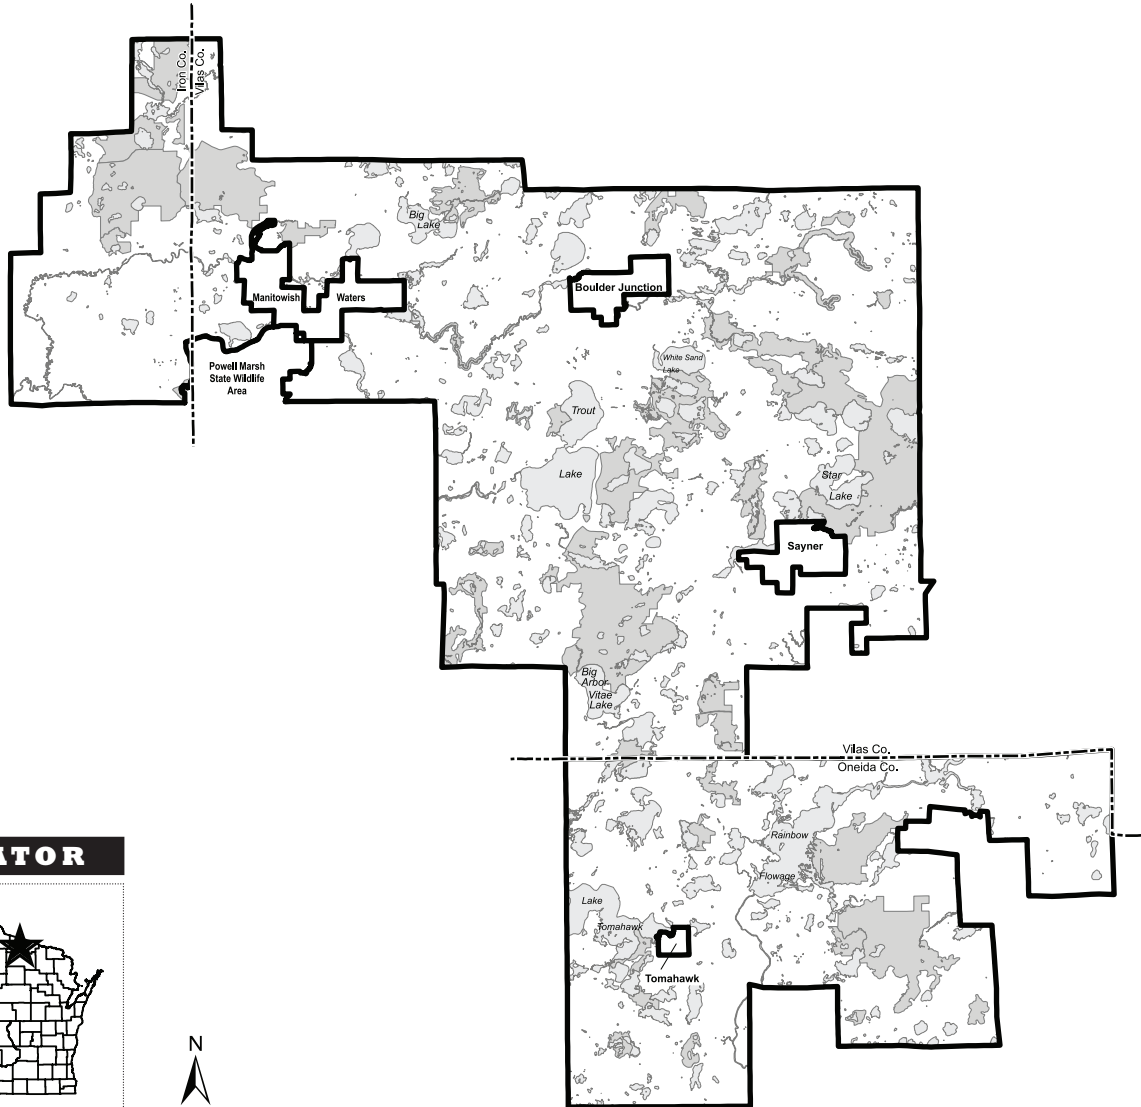 Iron Co.
Vilas Co.
Big
Lake
Manitowish
Waters
Boulder Junction
Powell Marsh
State Wildlife
Area
White Sand
Lake
Trout
Lake
Star
Lake
Sayner
Big
Arbor
Vitae
Lake
Vilas Co.
Oneida Co.
Rainbow
Flowage
Lake
Tomahawk
Tomahawk
ATOR
N